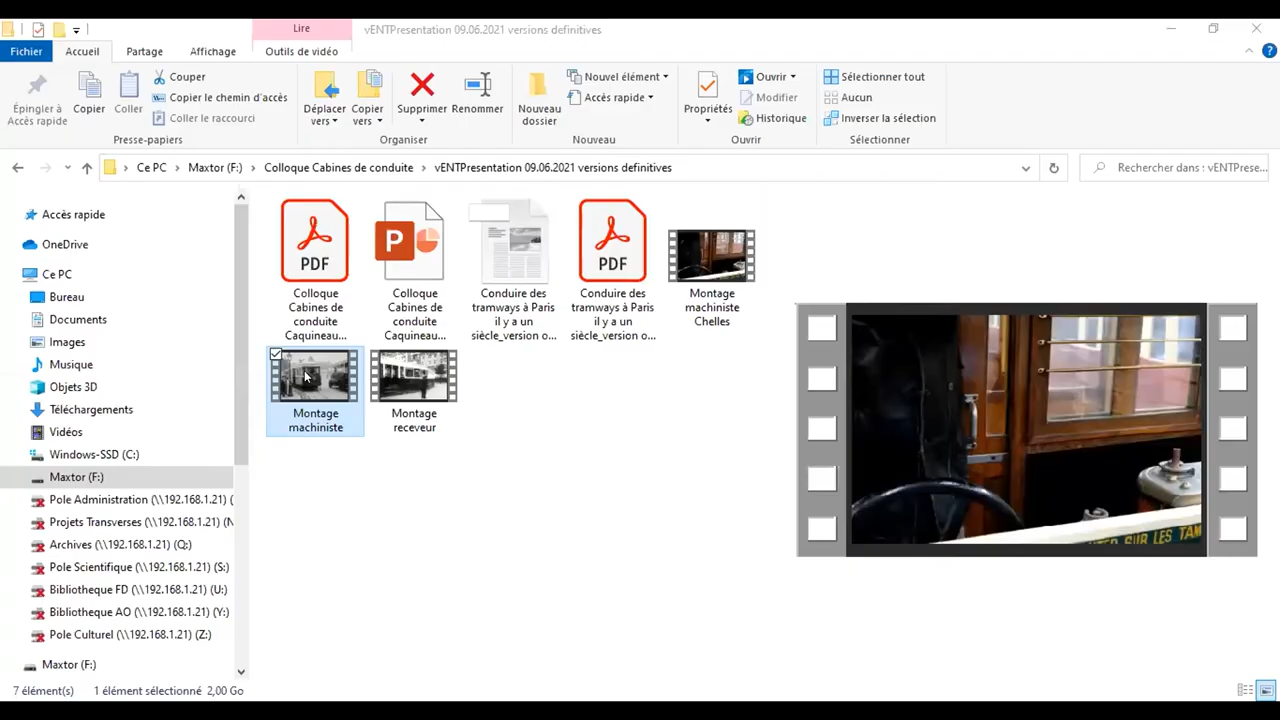 Lire
vENTPresentation 09.06.2021 versions definitives
Fichier
Accueil
Partage
Affichage
Outils de vidéo
Épingler à
Accès rapide
Copier
Coller
Couper
Copier le chemin d'accès
Coller le raccourci
Presse-papiers
Déplacer
vers
Copier
vers
Supprimer
Renommer
Organiser
Nouveau
dossier
Nouvel élément
Accès rapide
Nouveau
Propriétés
Ouvrir
Modifier
Historique
Ouvrir
Sélectionner tout
Aucun
Inverser la sélection
Sélectionner
Ce PC > Maxtor (F:) > Colloque Cabines de conduite > vENTPresentation 09.06.2021 versions definitives
Rechercher dans : vENTPrese...
Accès rapide
OneDrive
Ce PC
Bureau
Documents
Images
Musique
Objets 3D
Téléchargements
Vidéos
Windows-SSD (C:)
Maxtor (F:)
Pole Administration (\\192.168.1.21) (
Projets Transverses (\\192.168.1.21) (N
Archives (\\192.168.1.21) (Q:)
Pole Scientifique (\\192.168.1.21) (S:)
Bibliotheque FD (\\192.168.1.21) (U:)
Bibliotheque AO (\\192.168.1.21) (Y:)
Pole Culturel (\\192.168.1.21) (Z:)
Maxtor (F:)
PDF
Colloque
Cabines de
conduite
Caquineau...
P
Colloque
Cabines de
conduite
Caquineau...
Conduire des
tramways à Paris
il y a un
siècle_version o...
PDF
Conduire des
tramways à Paris
il y a un
siècle_version o...
Montage
machiniste
Chelles
Montage
machiniste
Montage
receveur
SUR LES
7 élément(s)
1 élément sélectionné 2,00 Go